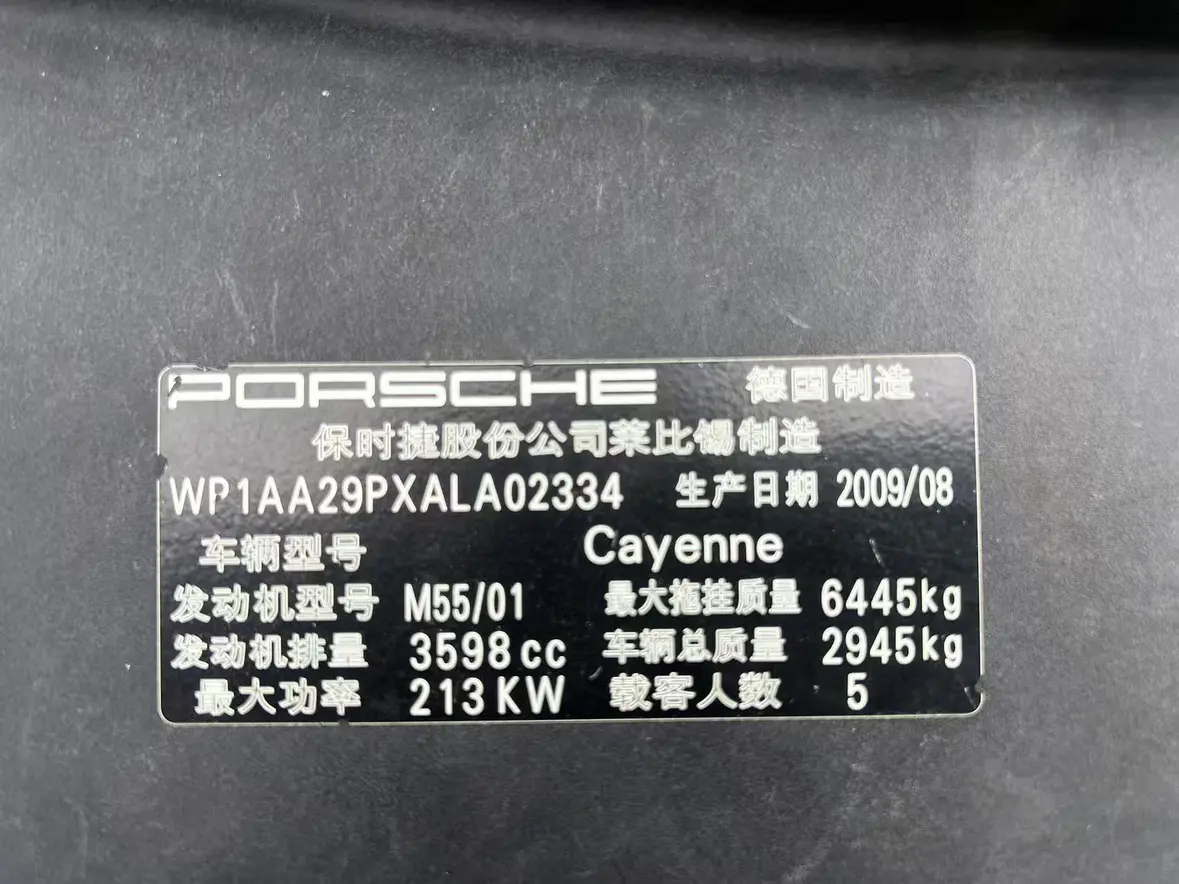 PORSCHE 德国制造
保时捷股份公司莱比锡制造
WP1AA29PXALA02334 生产日期 2009/08
车辆型号 Cayenne
发动机型号 M55/01 最大拖挂质量 6445kg
发动机排量 3598cc 车辆总质量 2945kg
最大功率 213KW 载客人数 5